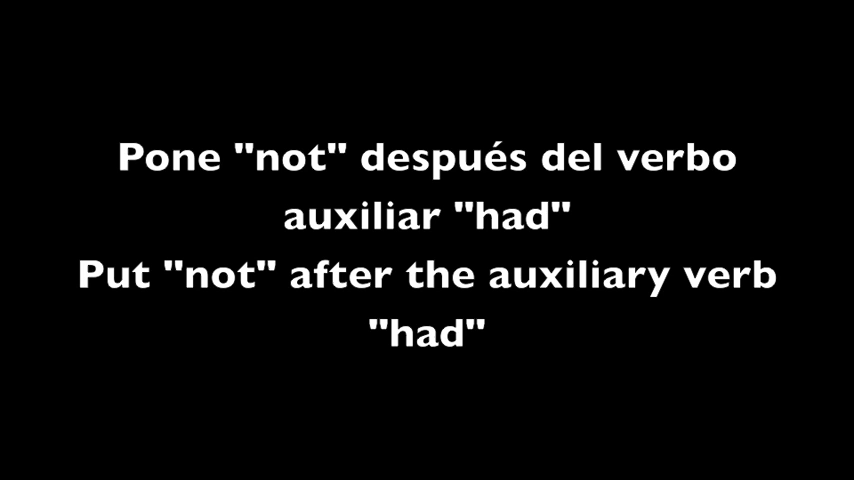 Pone "not" después del verbo
auxiliar "had"
Put "not" after the auxiliary verb
"had"